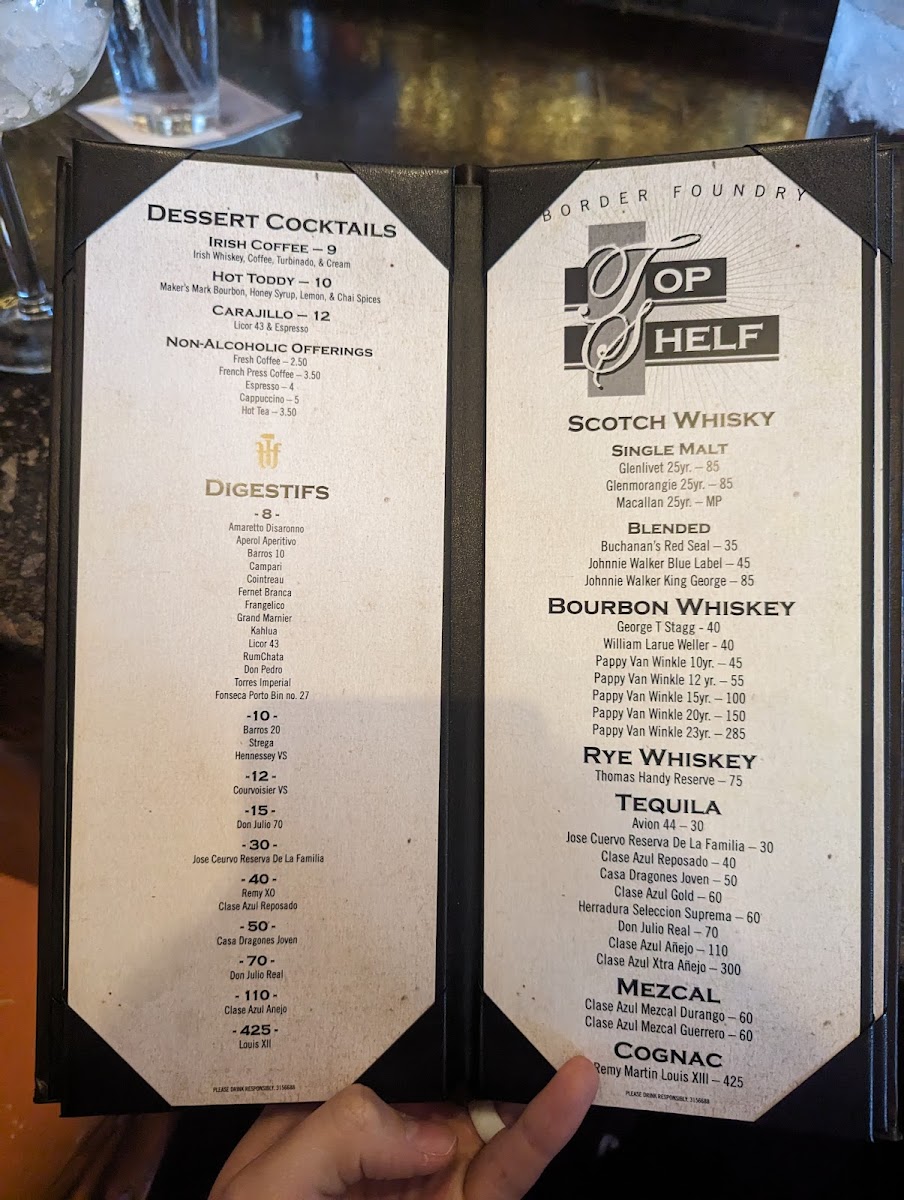 DESSERT COCKTAILS
IRISH COFFEE – 9
Irish Whiskey, Coffee, Turbinado, & Cream
HOT TODDY – 10
Maker's Mark Bourbon, Honey Syrup, Lemon, & Chai Spices
CARAJILLO – 12
Licor 43 & Espresso
NON-ALCOHOLIC OFFERINGS
Fresh Coffee – 2.50
French Press Coffee – 3.50
Espresso – 4
Cappuccino – 5
Hot Tea – 3.50
DIGESTIFS
- 8 -
Amaretto Disaronno
Aperol Aperitivo
Barros 10
Campari
Cointreau
Fernet Branca
Frangelico
Grand Marnier
Kahlua
Licor 43
RumChata
Don Pedro
Torres Imperial
Fonseca Porto Bin no. 27
-10 -
Barros 20
Strega
Hennessey VS
-12 -
Courvoisier VS
-15 -
Don Julio 70
- 30 -
Jose Ceurvo Reserva De La Familia
- 40 -
Remy XO
Clase Azul Reposado
- 50 -
Casa Dragones Joven
- 70 -
Don Julio Real
- 110 -
Clase Azul Anejo
- 425 -
Louis XII
PLEASE DRINK RESPONSIBLY. 3156688
BORDER FOUNDRY
TOP
SHELF
SCOTCH WHISKY
SINGLE MALT
Glenlivet 25yr. – 85
Glenmorangie 25yr. – 85
Macallan 25yr. – MP
BLENDED
Buchanan's Red Seal – 35
Johnnie Walker Blue Label – 45
Johnnie Walker King George – 85
BOURBON WHISKEY
George T Stagg - 40
William Larue Weller - 40
Pappy Van Winkle 10yr. – 45
Pappy Van Winkle 12 yr. – 55
Pappy Van Winkle 15yr. – 100
Pappy Van Winkle 20yr. – 150
Pappy Van Winkle 23yr. – 285
RYE WHISKEY
Thomas Handy Reserve – 75
TEQUILA
Avion 44 – 30
Jose Cuervo Reserva De La Familia – 30
Clase Azul Reposado – 40
Casa Dragones Joven – 50
Clase Azul Gold – 60
Herradura Seleccion Suprema – 60
Don Julio Real – 70
Clase Azul Añejo – 110
Clase Azul Xtra Añejo – 300
MEZCAL
Clase Azul Mezcal Durango – 60
Clase Azul Mezcal Guerrero – 60
COGNAC
Remy Martin Louis XIII – 425
PLEASE DRINK RESPONSIBLY. 3156688